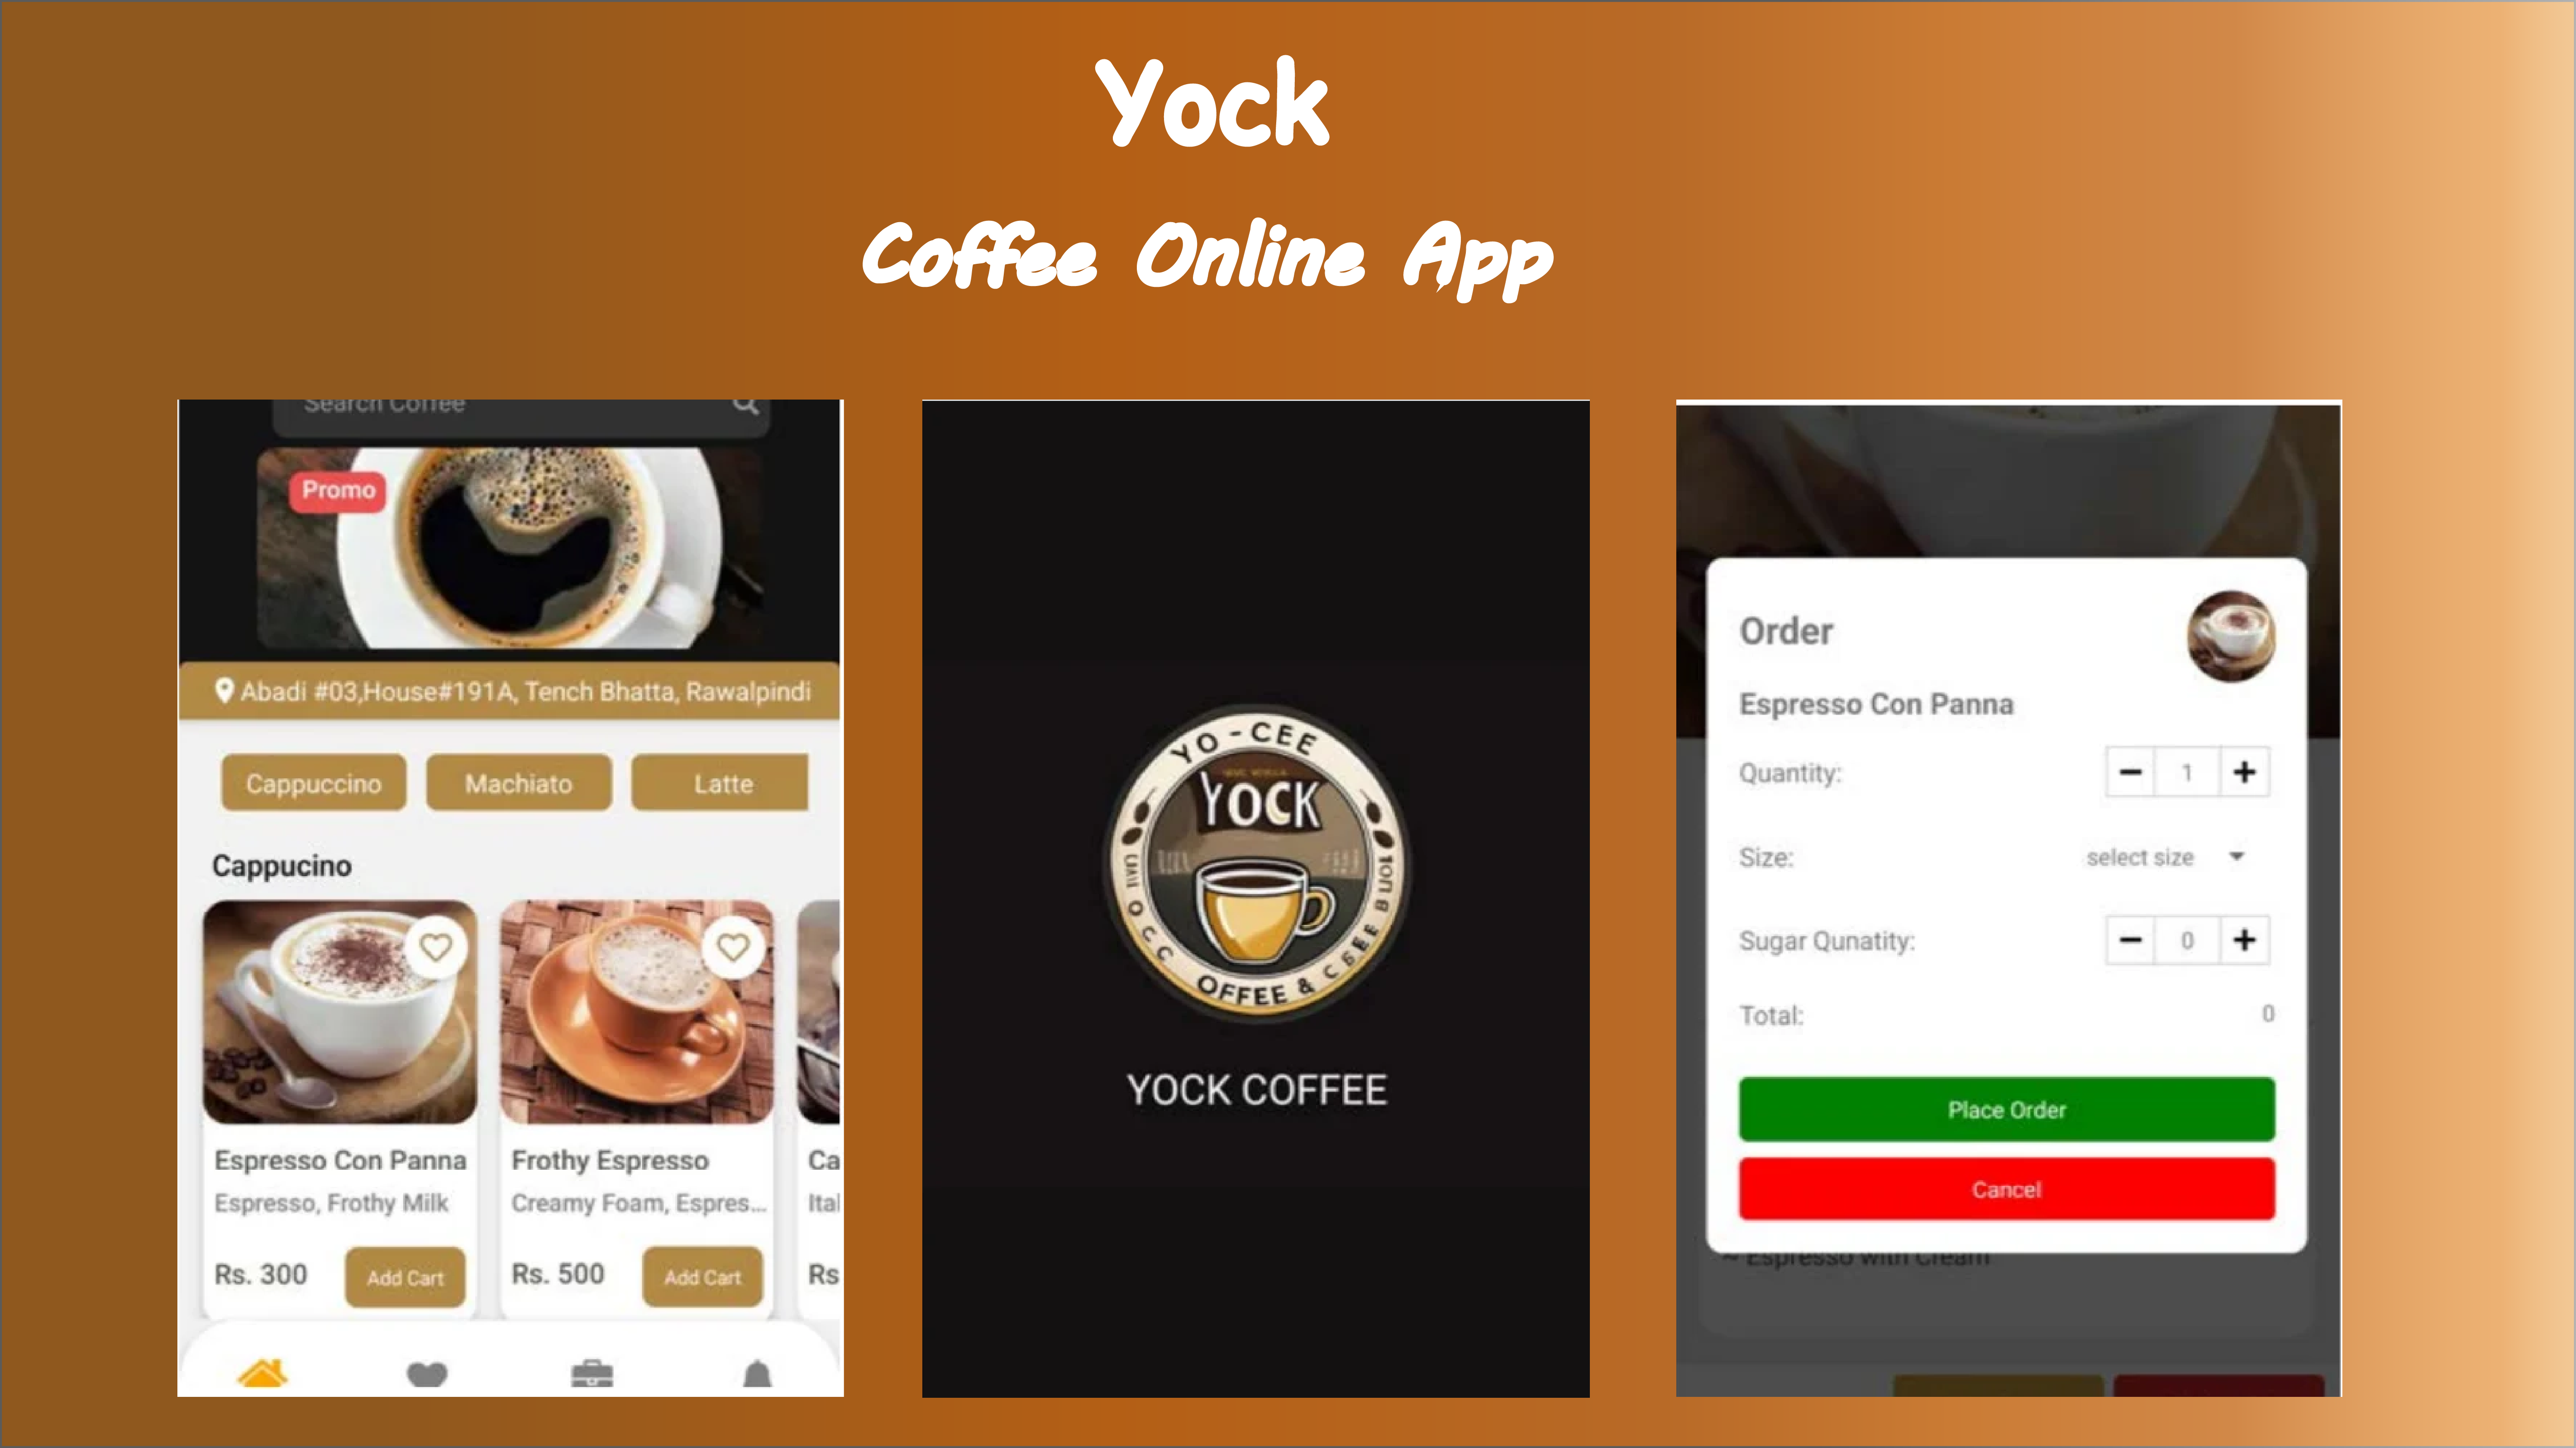 Yock
Coffee Online App
Search Coffee
Promo
Abadi #03,House#191A, Tench Bhatta, Rawalpindi
Cappuccino
Machiato
Latte
Cappucino
Espresso Con Panna
Espresso, Frothy Milk
Rs. 300
Add Cart
Frothy Espresso
Creamy Foam, Espres...
Rs. 500
Add Cart
Ca
Ital
Rs
YO-CEE
YOCK
OFFEE &
YOCK COFFEE
Order
Espresso Con Panna
Quantity:
1
Size:
select size
Sugar Qunatity:
0
Total:
0
Place Order
Cancel
~ Espresso with Cream